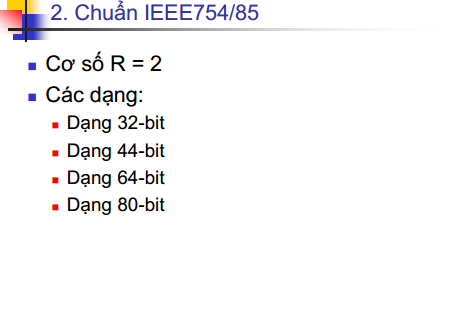 2. Chuẩn IEEE754/85
Cơ số R = 2
Các dạng:
Dạng 32-bit
Dạng 44-bit
Dạng 64-bit
Dạng 80-bit